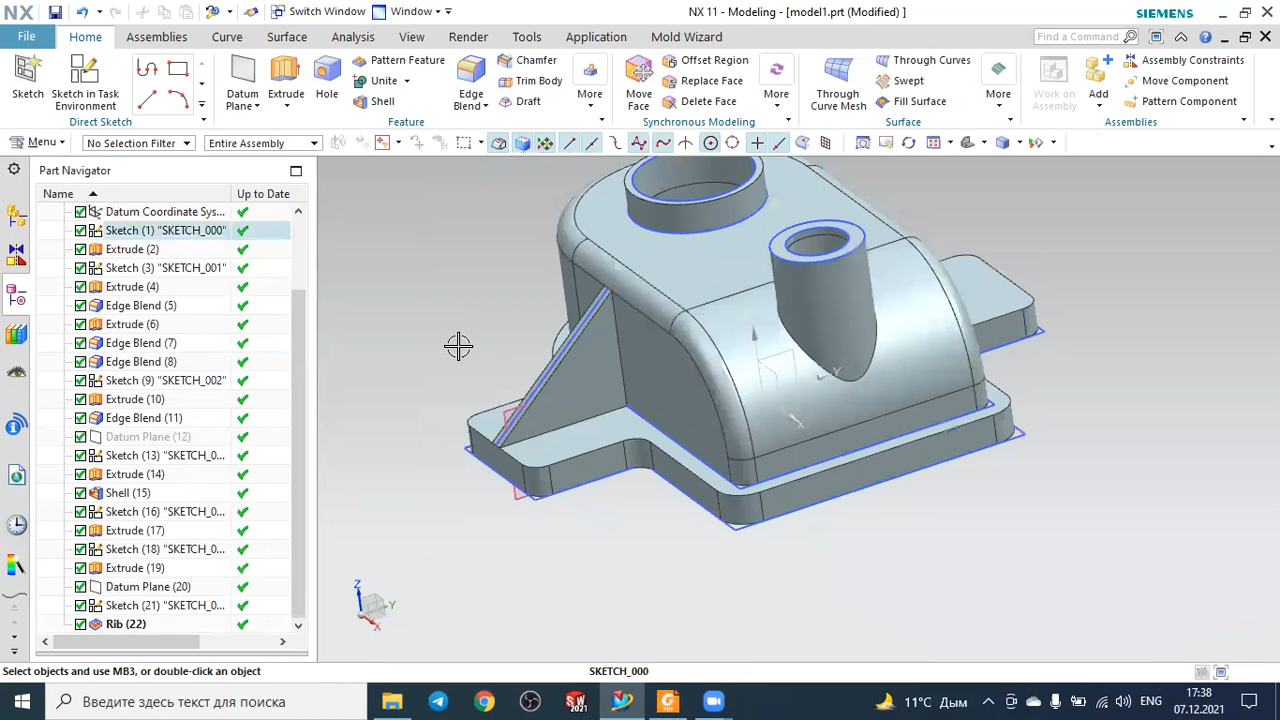 NX Switch Window Window NX 11 - Modeling - [model1.prt (Modified) ] SIEMENS
File Home Assemblies Curve Surface Analysis View Render Tools Application Mold Wizard Find a Command
Sketch Sketch in Task Environment Datum Plane Extrude Hole Pattern Feature Unite Shell Edge Blend Chamfer Trim Body Draft More Move Face Offset Region Replace Face Delete Face More Through Curve Mesh Through Curves Swept Fill Surface More Work on Assembly Add Assembly Constraints Move Component Pattern Component
Direct Sketch Feature Synchronous Modeling Surface Assemblies
Menu No Selection Filter Entire Assembly
Part Navigator
Name Up to Date
Datum Coordinate Sys...
Sketch (1) "SKETCH_000"
Extrude (2)
Sketch (3) "SKETCH_001"
Extrude (4)
Edge Blend (5)
Extrude (6)
Edge Blend (7)
Edge Blend (8)
Sketch (9) "SKETCH_002"
Extrude (10)
Edge Blend (11)
Datum Plane (12)
Sketch (13) "SKETCH_0...
Extrude (14)
Shell (15)
Sketch (16) "SKETCH_0...
Extrude (17)
Sketch (18) "SKETCH_0...
Extrude (19)
Datum Plane (20)
Sketch (21) "SKETCH_0...
Rib (22)
Y
X
Z
Y
X
Select objects and use MB3, or double-click an object SKETCH_000
Введите здесь текст для поиска 11°C Дым ENG 17:38
07.12.2021